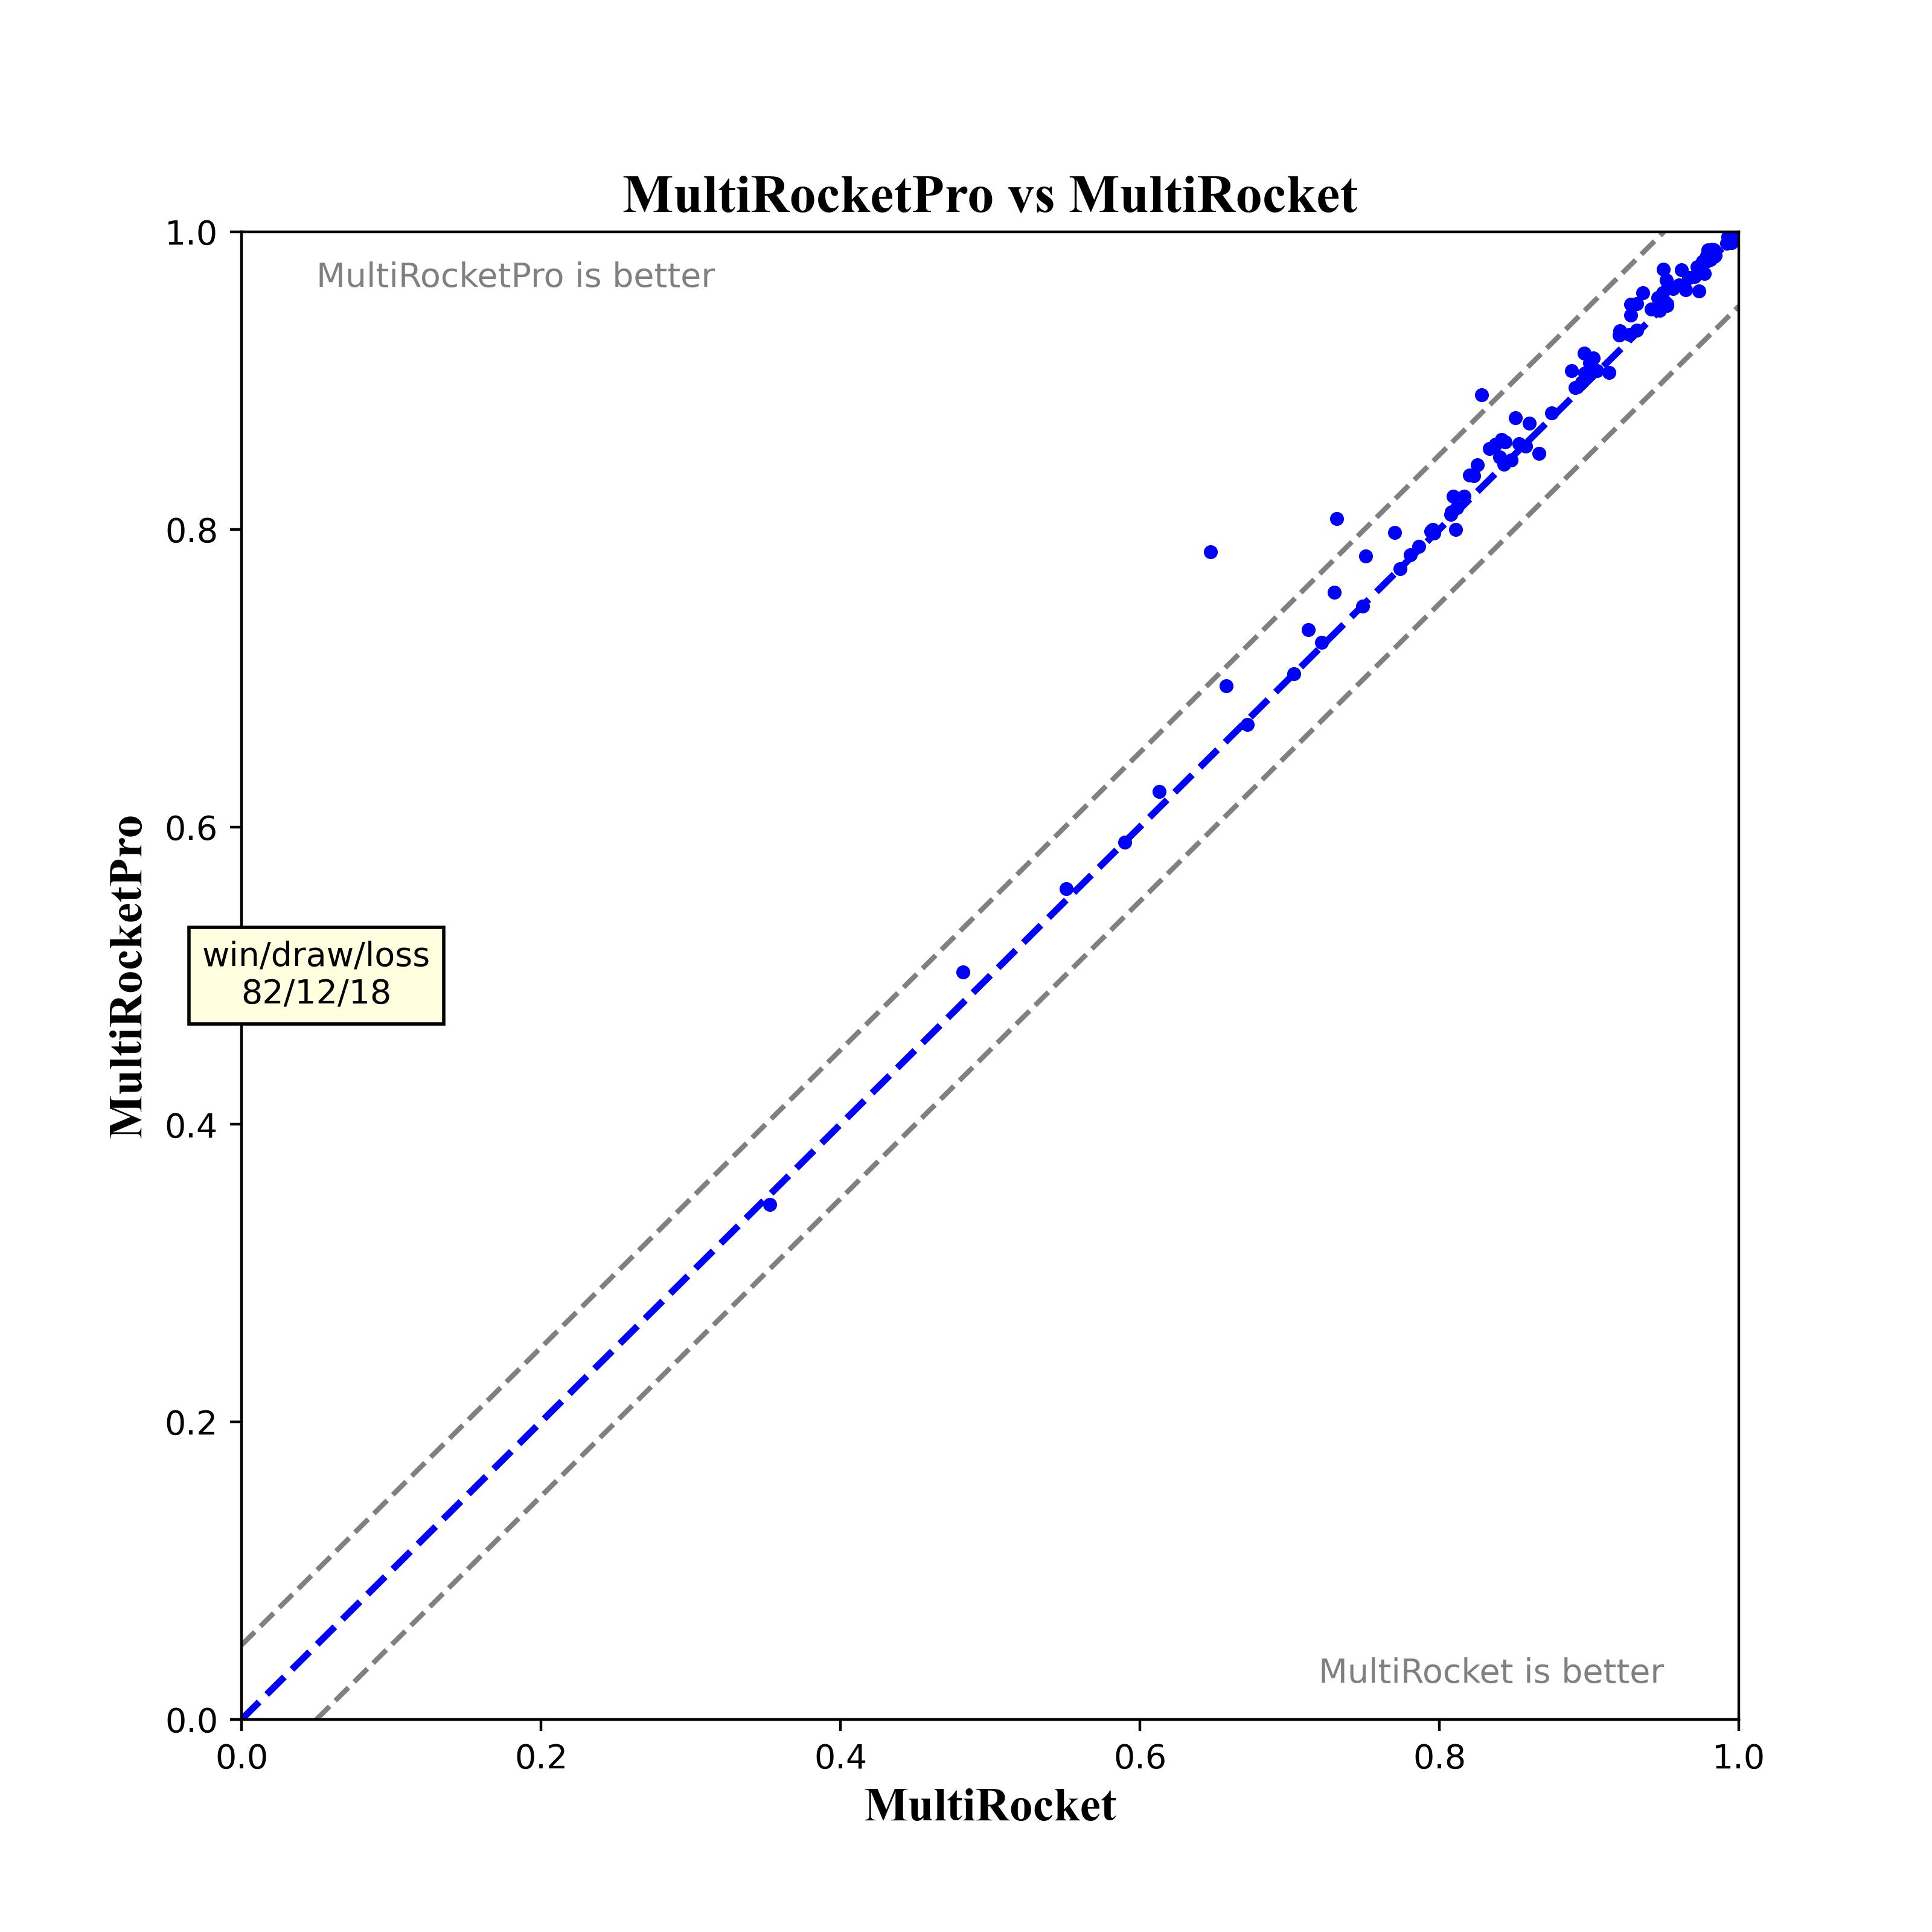 MultiRocketPro vs MultiRocket
1.0
MultiRocketPro is better
0.8
0.6
MultiRocketPro
win/draw/loss
82/12/18
0.4
0.2
MultiRocket is better
0.0
0.0 0.2 0.4 0.6 0.8 1.0
MultiRocket